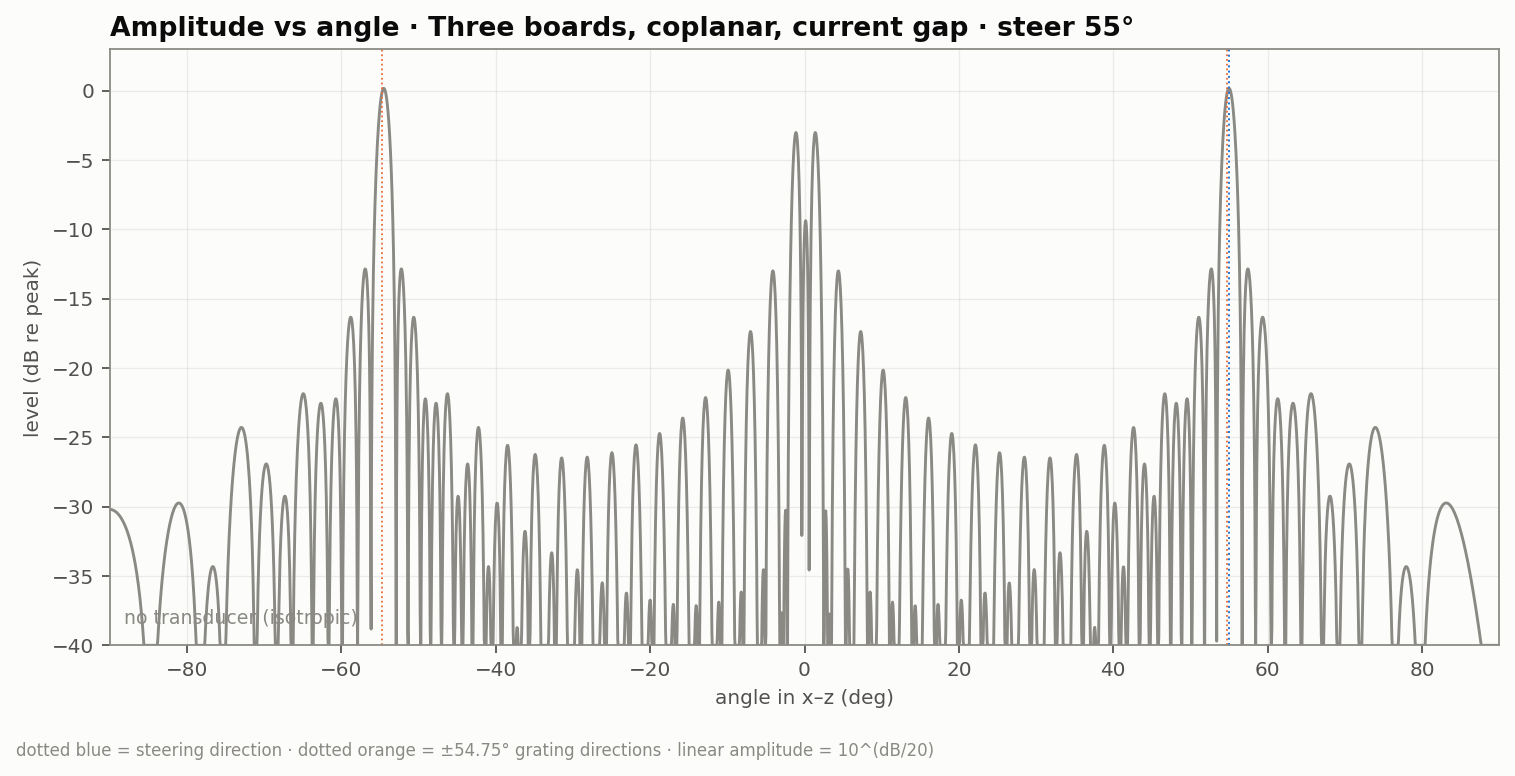 Amplitude vs angle · Three boards, coplanar, current gap · steer 55°
level (dB re peak)
0
−5
−10
−15
−20
−25
−30
−35
−40
no transducer (isotropic)
−80 −60 −40 −20 0 20 40 60 80
angle in x–z (deg)
dotted blue = steering direction · dotted orange = ±54.75° grating directions · linear amplitude = 10^(dB/20)